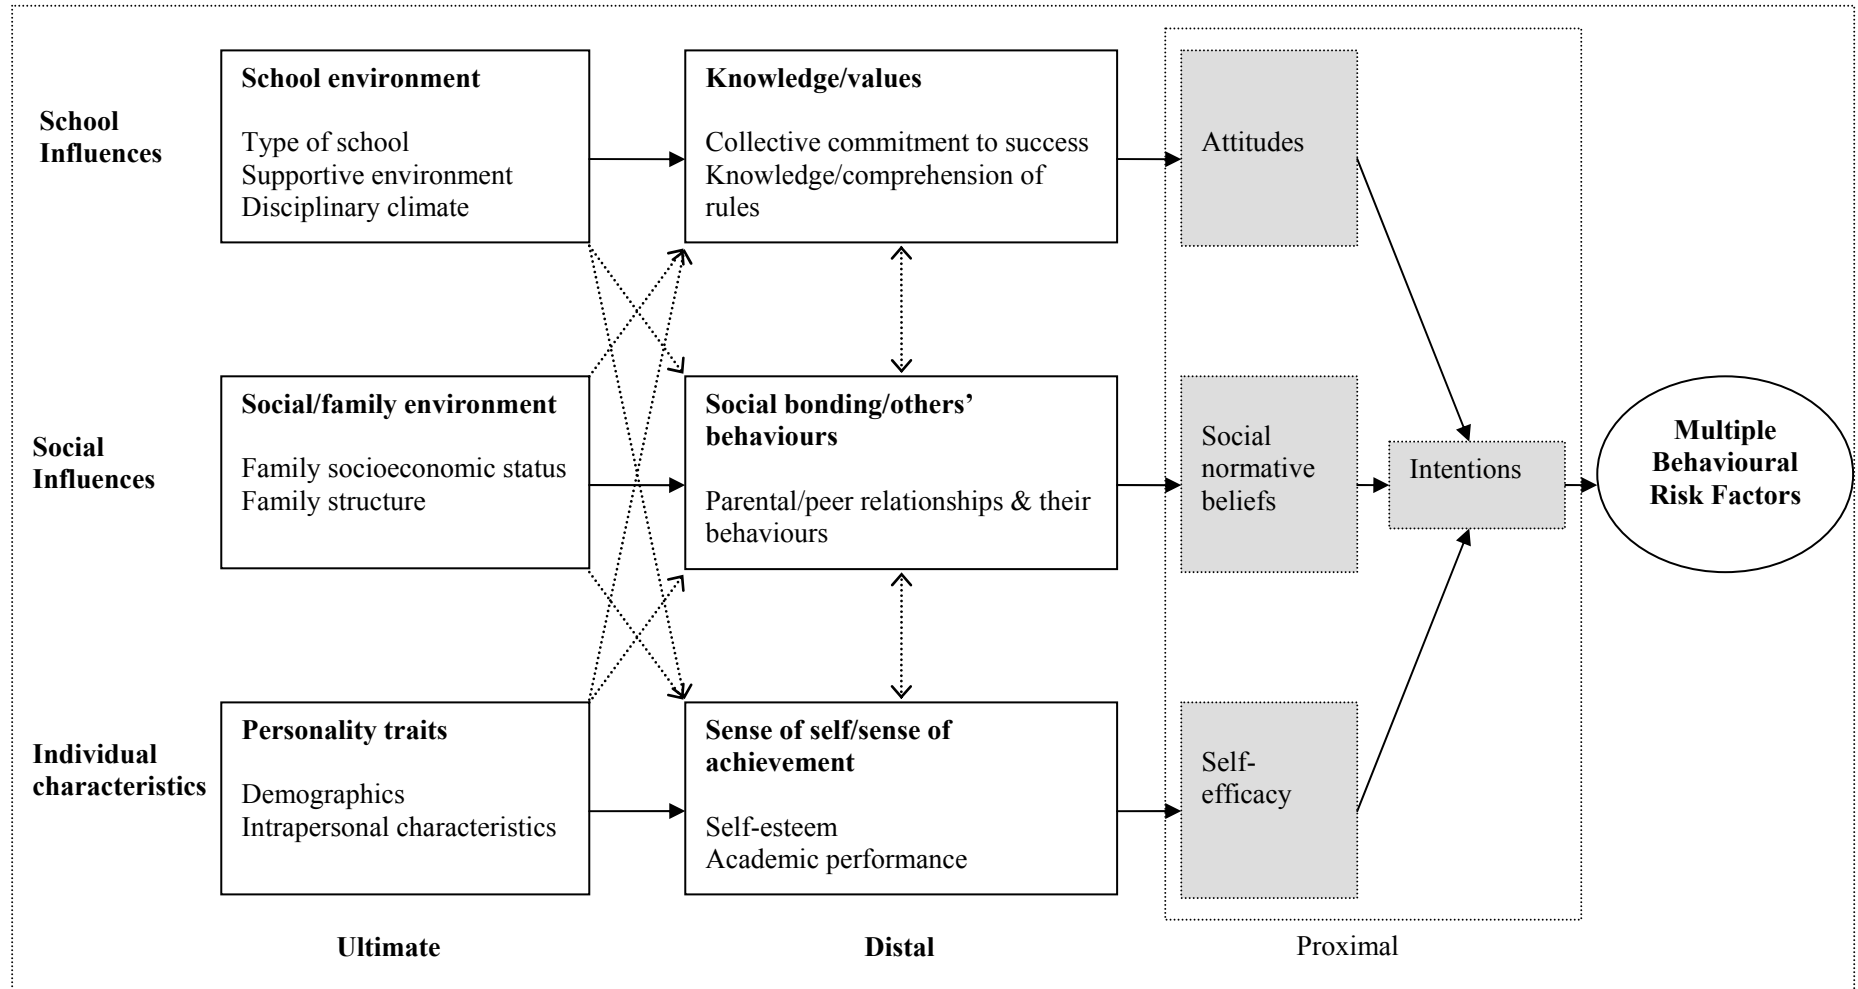 School
Influences
School environment
Type of school
Supportive environment
Disciplinary climate
Knowledge/values
Collective commitment to success
Knowledge/comprehension of
rules
Attitudes
Social
Influences
Social/family environment
Family socioeconomic status
Family structure
Social bonding/others’
behaviours
Parental/peer relationships & their
behaviours
Social
normative
beliefs
Intentions
Multiple
Behavioural
Risk Factors
Individual
characteristics
Personality traits
Demographics
Intrapersonal characteristics
Sense of self/sense of
achievement
Self-esteem
Academic performance
Self-
efficacy
Ultimate
Distal
Proximal